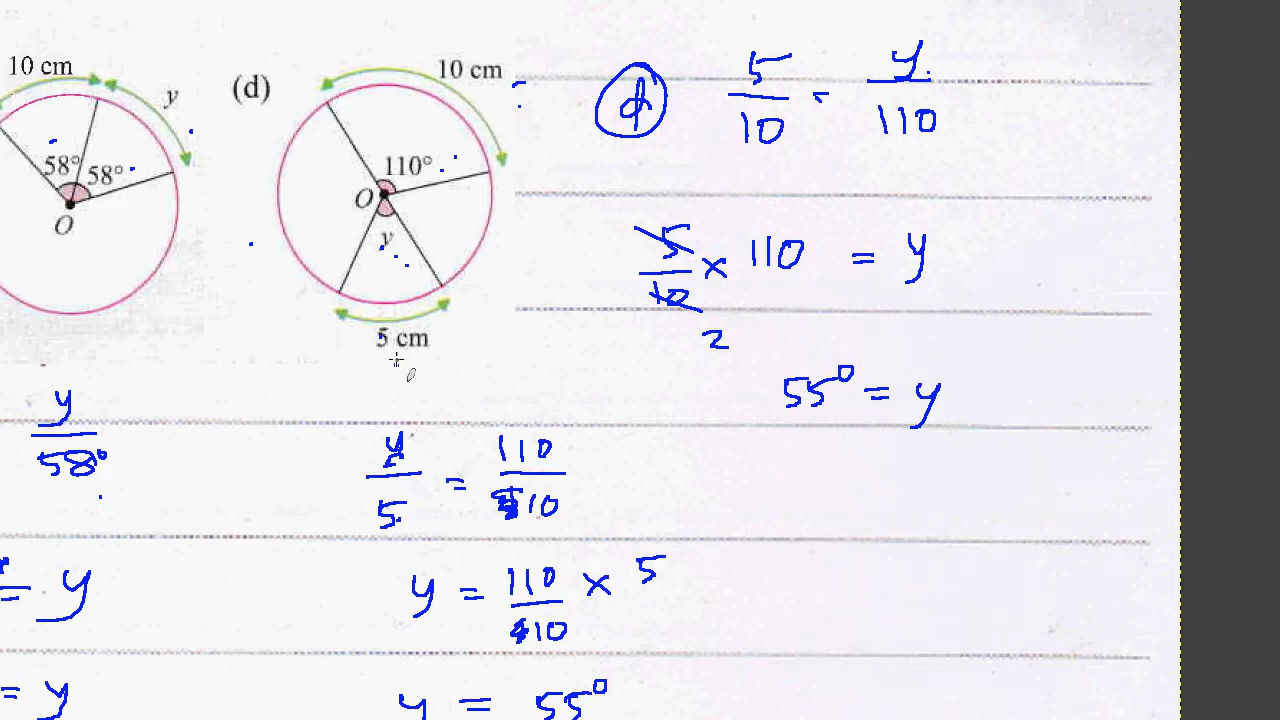 10 cm
y
58°
58°
O
(d)
10 cm
110°
O
y
5 cm
d 5/10 = y/110
5/10 × 110 = y
2
55° = y
y/58°
y/5 = 110/10
= y
y = 110/10 × 5
= y
y = 55°